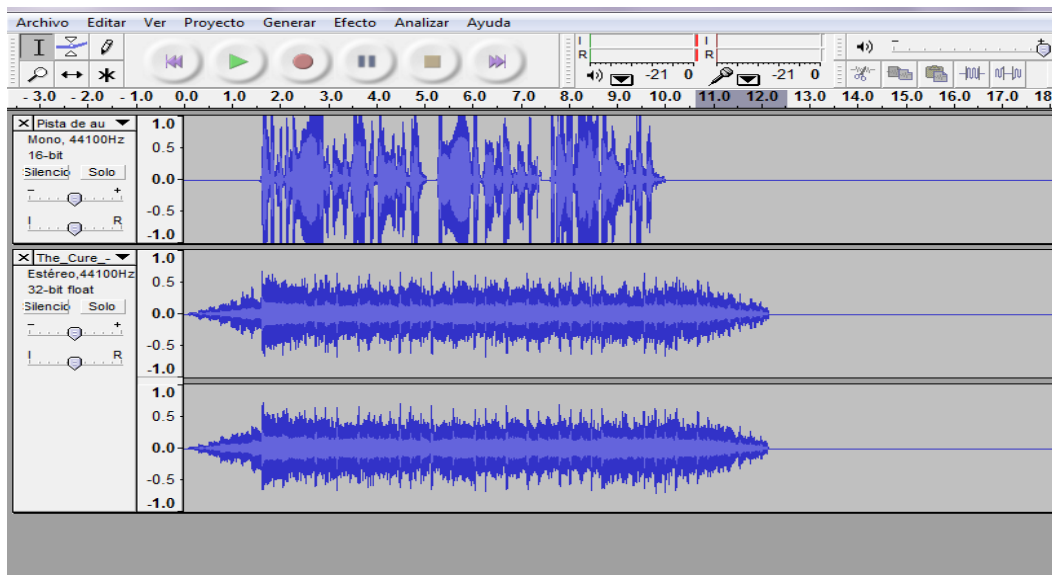 Archivo Editar Ver Proyecto Generar Efecto Analizar Ayuda
I I
R R
-21 0 -21 0
- +
- 3.0 - 2.0 - 1.0 0.0 1.0 2.0 3.0 4.0 5.0 6.0 7.0 8.0 9.0 10.0 11.0 12.0 13.0 14.0 15.0 16.0 17.0 18
X Pista de au 1.0
Mono, 44100Hz
16-bit 0.5
Silencio Solo 0.0
- +
I R -0.5
-1.0
X The_Cure_- 1.0
Estéreo,44100Hz 0.5
32-bit float
Silencio Solo 0.0
- + -0.5
I R
-1.0
1.0
0.5
0.0
-0.5
-1.0